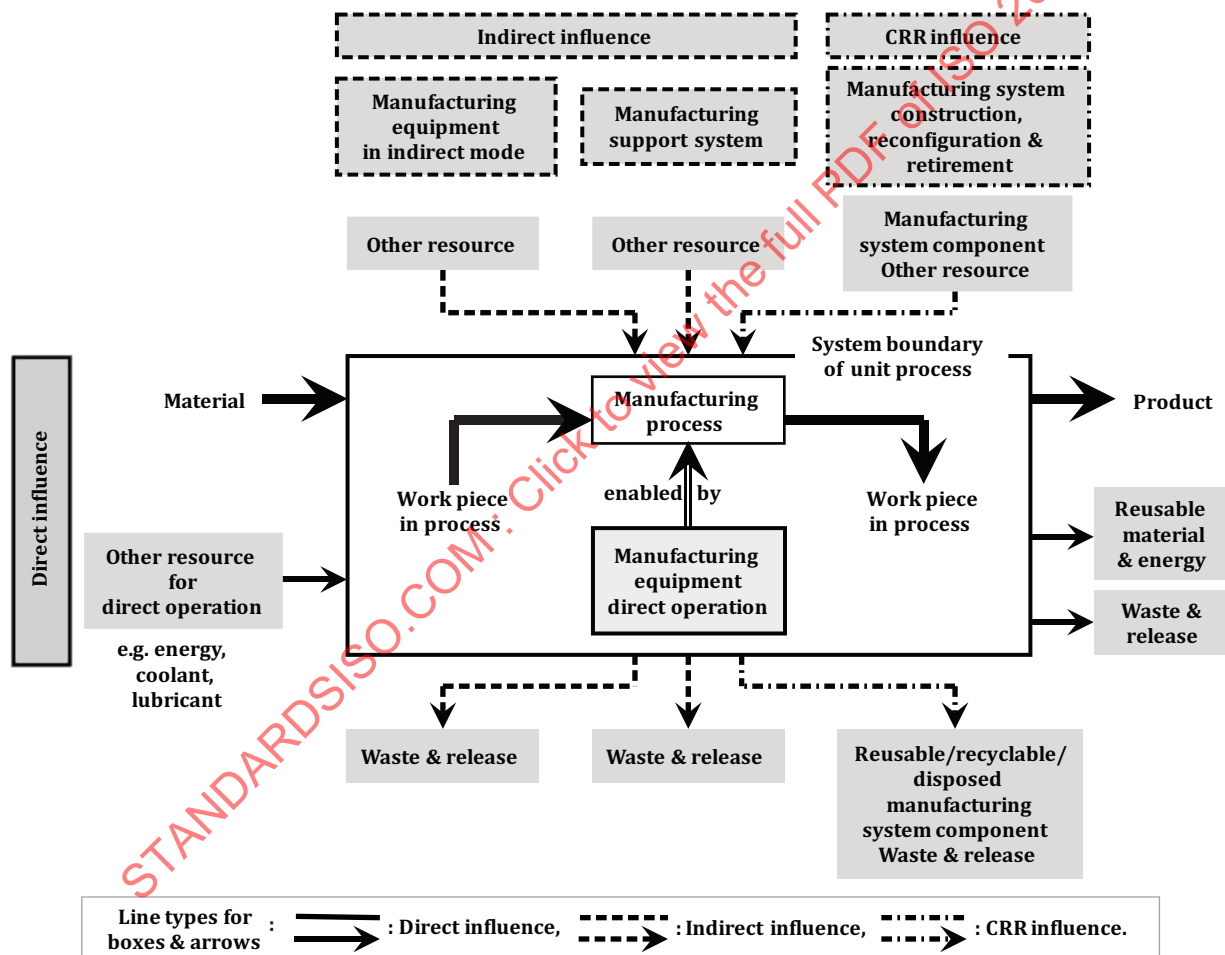 Indirect influence
CRR influence
Manufacturing
equipment
in indirect mode
Manufacturing
support system
Manufacturing system
construction,
reconfiguration &
retirement
Other resource
Other resource
Manufacturing
system component
Other resource
Direct influence
Material
System boundary
of unit process
Manufacturing
process
Product
Work piece
in process
enabled by
Work piece
in process
Other resource
for
direct operation
e.g. energy,
coolant,
lubricant
Manufacturing
equipment
direct operation
Reusable
material
& energy
Waste &
release
Waste & release
Waste & release
Reusable/recyclable/
disposed
manufacturing
system component
Waste & release
Line types for
boxes & arrows : : Direct influence, : Indirect influence, : CRR influence.
STANDARDSISO.COM : Click to view the full PDF of ISO